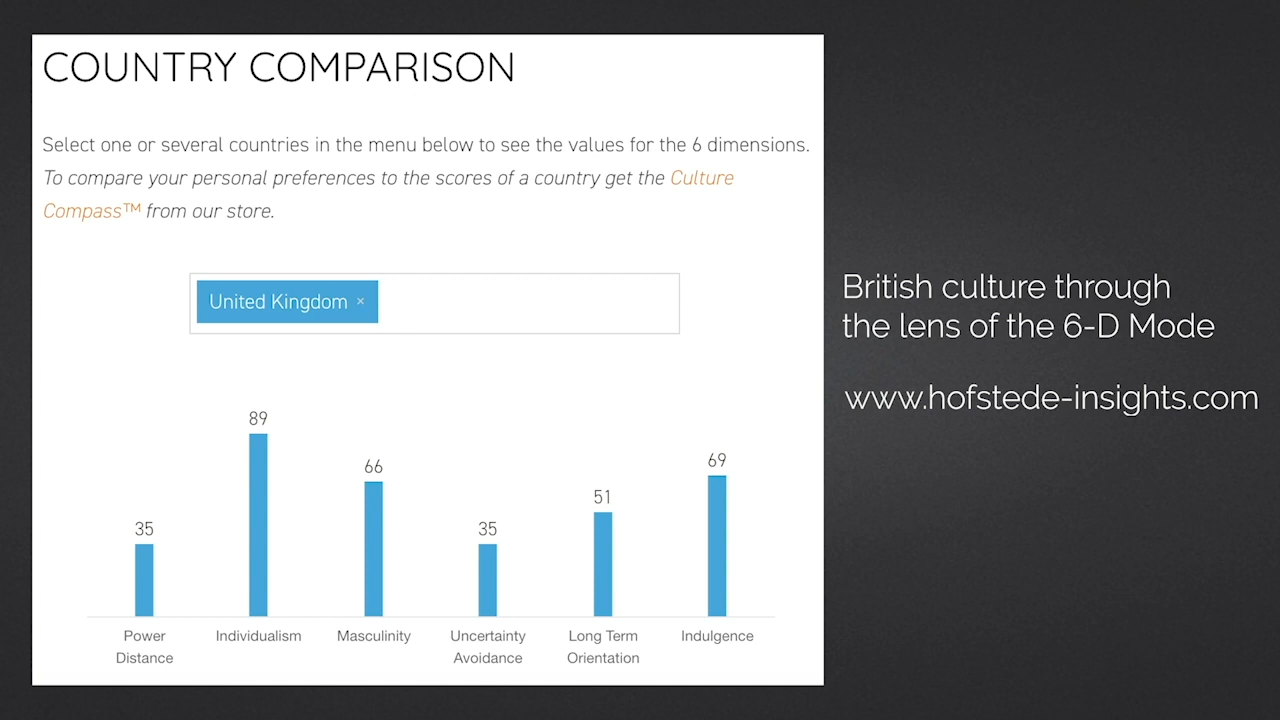 COUNTRY COMPARISON
Select one or several countries in the menu below to see the values for the 6 dimensions.
To compare your personal preferences to the scores of a country get the Culture
Compass™ from our store.
United Kingdom ×
89
66
69
51
35
35
Power
Distance
Individualism
Masculinity
Uncertainty
Avoidance
Long Term
Orientation
Indulgence
British culture through
the lens of the 6-D Mode
www.hofstede-insights.com